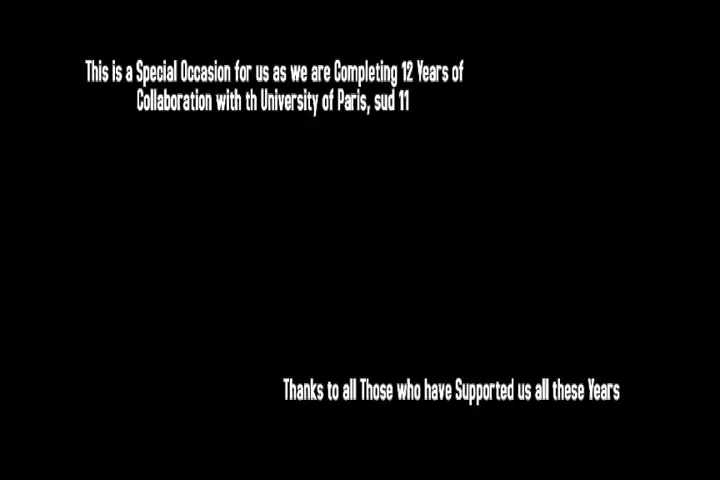 This is a Special Occasion for us as we are Completing 12 Years of
Collaboration with th University of Paris, sud 11
Thanks to all Those who have Supported us all these Years